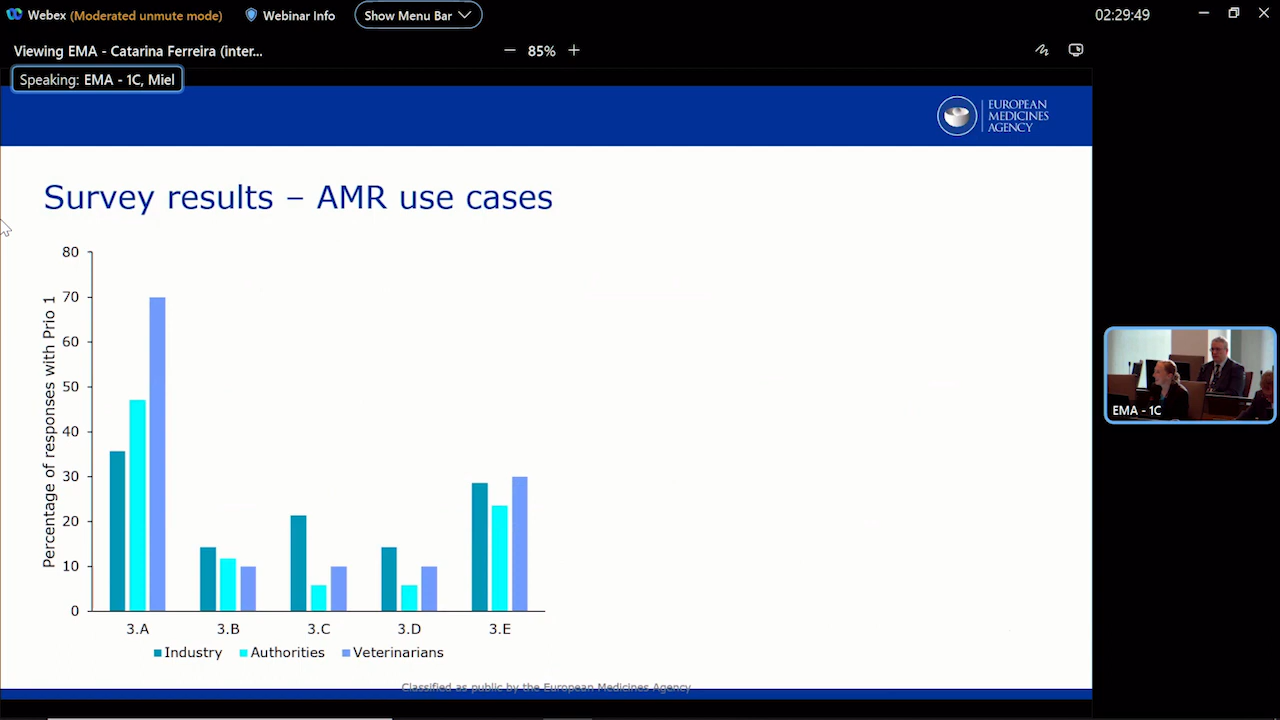 Webex (Moderated unmute mode) Webinar Info Show Menu Bar 02:29:49
Viewing EMA - Catarina Ferreira (inter... 85%
Speaking: EMA - 1C, Miel
EUROPEAN
MEDICINES
AGENCY
Survey results – AMR use cases
Percentage of responses with Prio 1
80
70
60
50
40
30
20
10
0
3.A 3.B 3.C 3.D 3.E
Industry Authorities Veterinarians
Classified as public by the European Medicines Agency
EMA - 1C